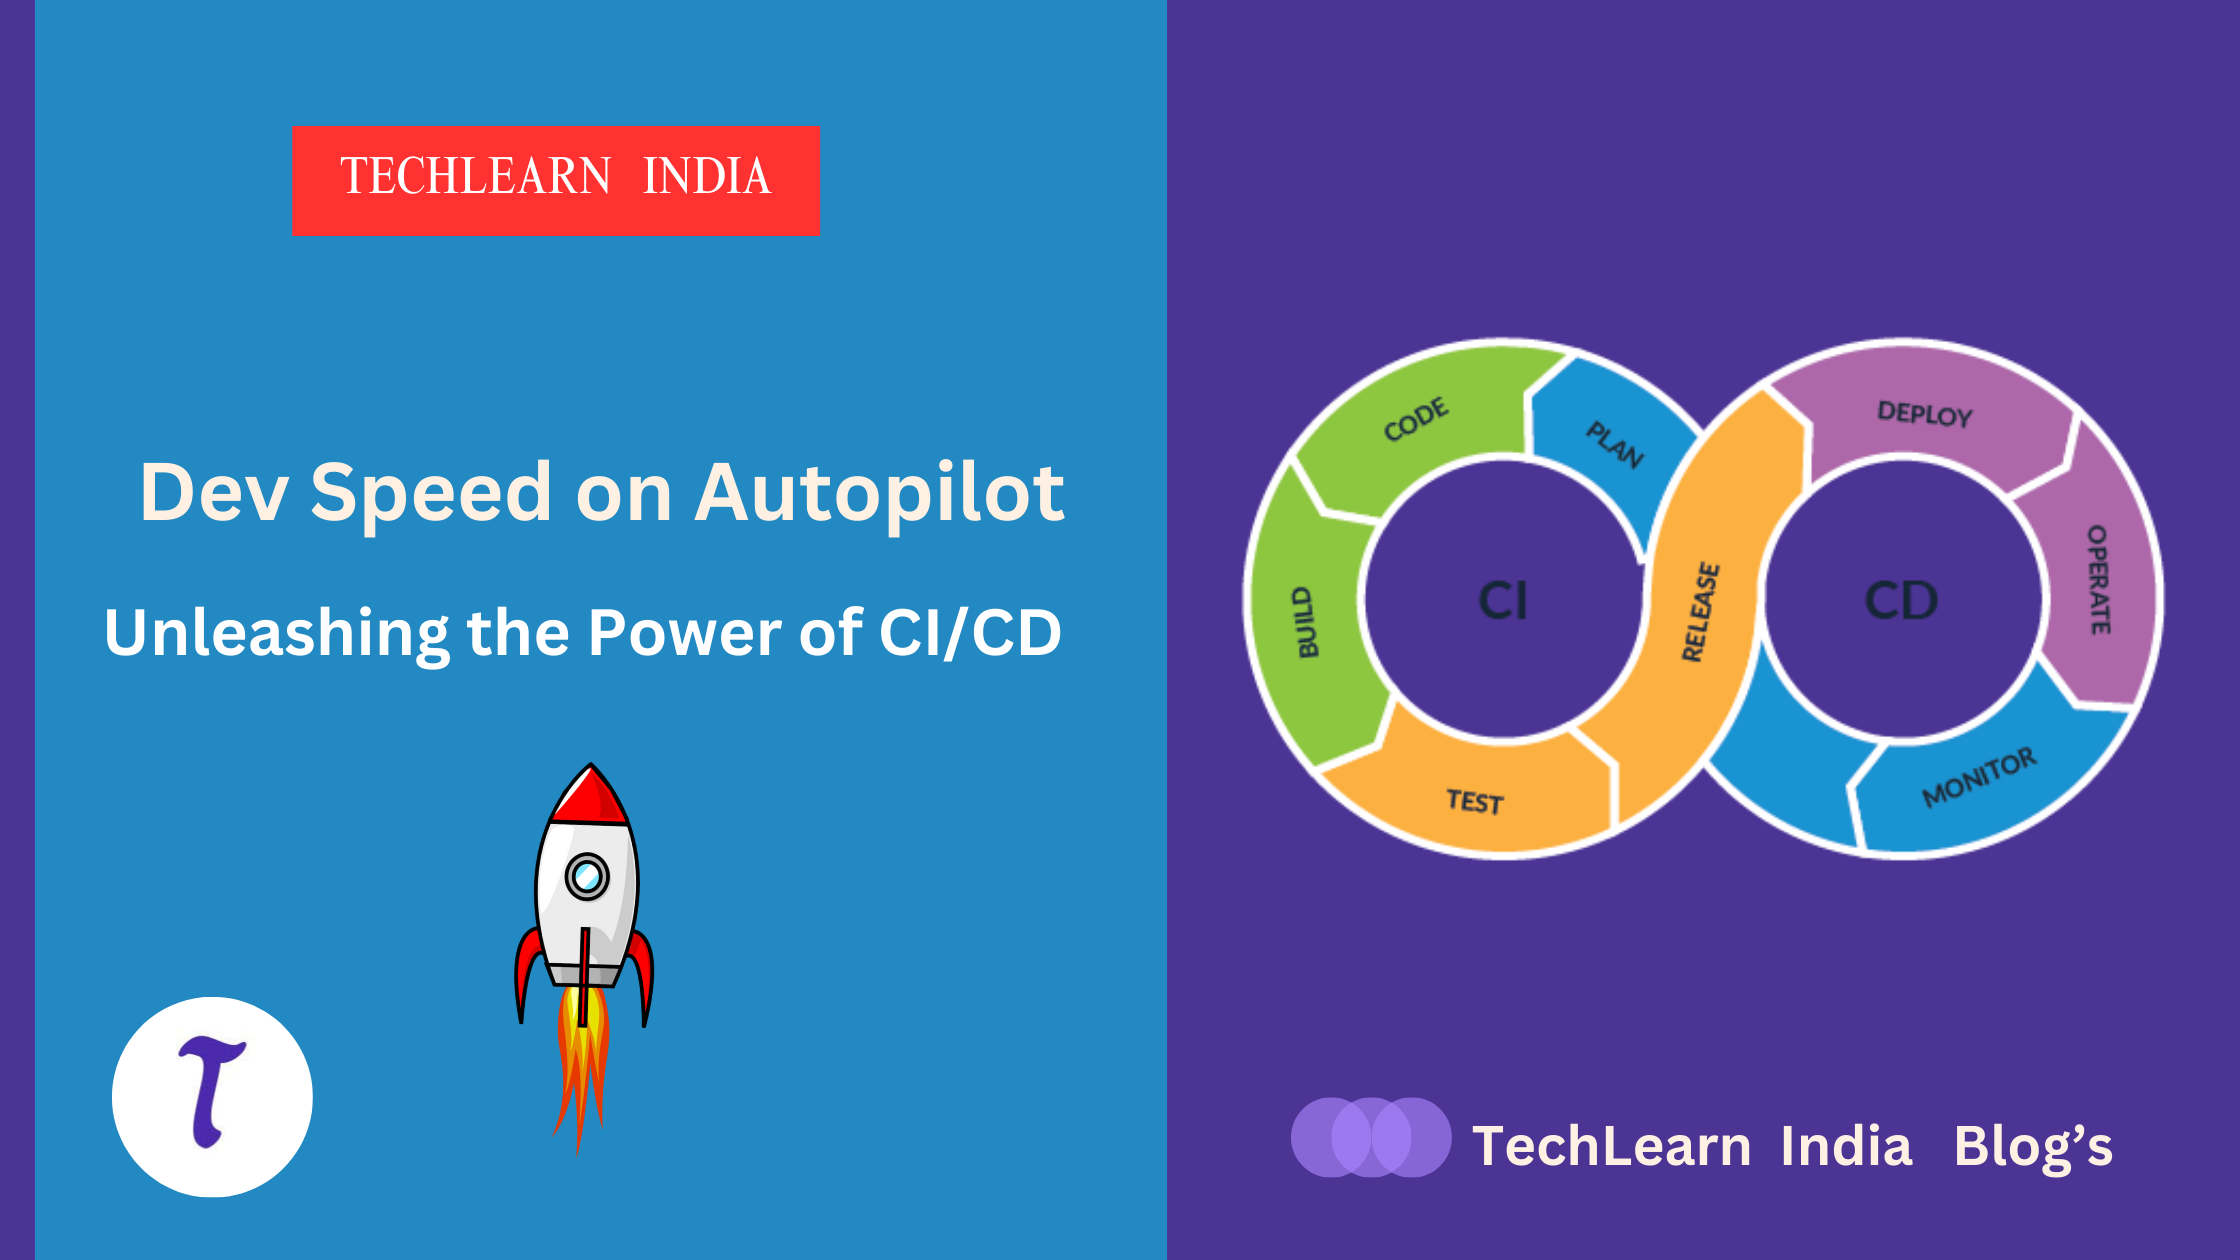 TECHLEARN INDIA
Dev Speed on Autopilot
Unleashing the Power of CI/CD
T
CODE
PLAN
BUILD
TEST
CI
RELEASE
DEPLOY
OPERATE
CD
MONITOR
TechLearn India Blog’s